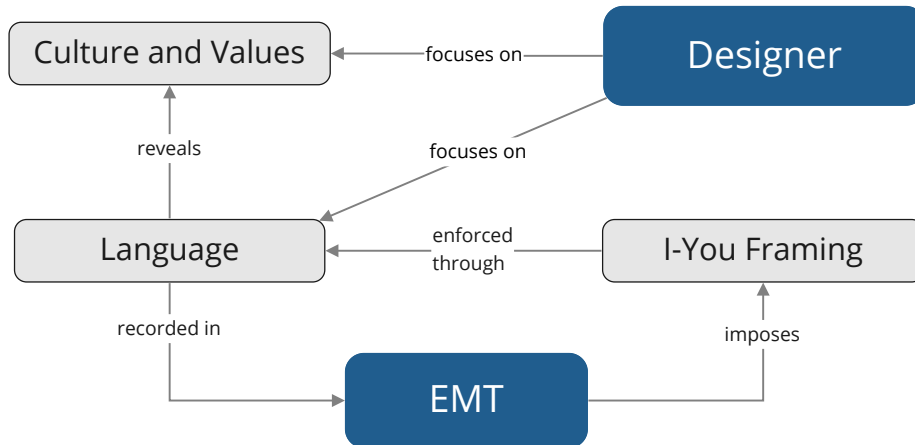 Culture and Values
focuses on
Designer
reveals
focuses on
Language
enforced
through
I-You Framing
recorded in
imposes
EMT